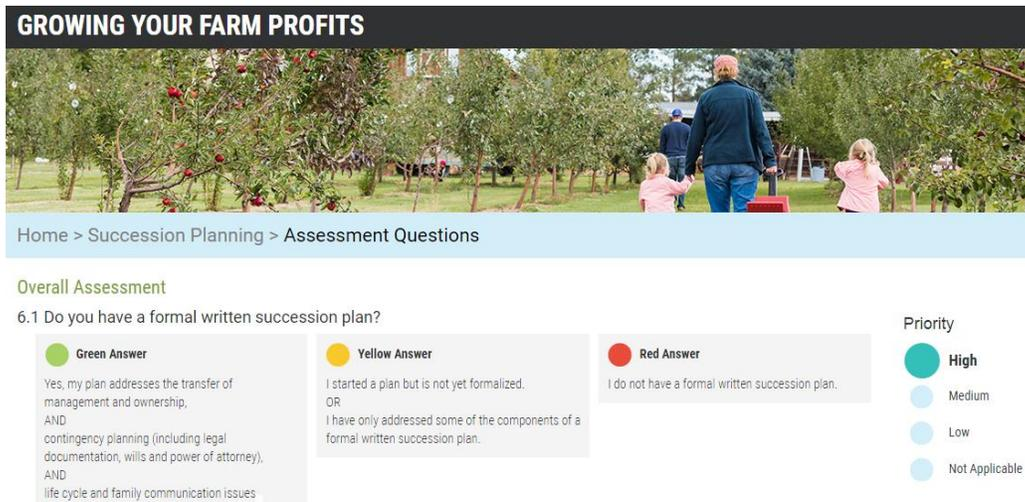 GROWING YOUR FARM PROFITS
Home > Succession Planning > Assessment Questions
Overall Assessment
6.1 Do you have a formal written succession plan?
Green Answer
Yes, my plan addresses the transfer of
management and ownership,
AND
contingency planning (including legal
documentation, wills and power of attorney),
AND
life cycle and family communication issues
Yellow Answer
I started a plan but is not yet formalized.
OR
I have only addressed some of the components of a
formal written succession plan.
Red Answer
I do not have a formal written succession plan.
Priority
High
Medium
Low
Not Applicable